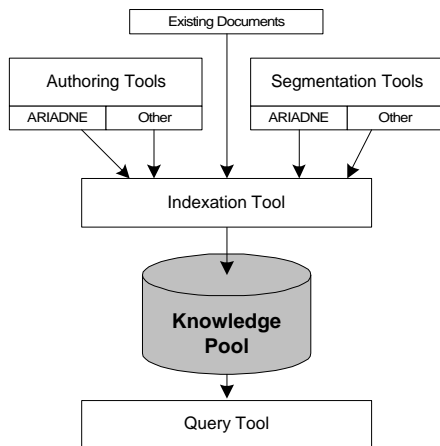 Existing Documents
Authoring Tools
ARIADNE
Other
Segmentation Tools
ARIADNE
Other
Indexation Tool
Knowledge
Pool
Query Tool